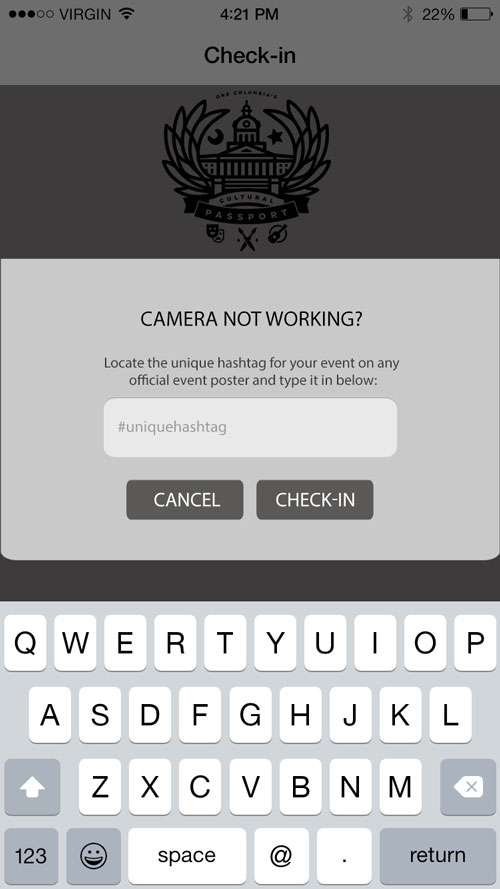 VIRGIN 4:21 PM 22%
Check-in
ONE COLUMBIA'S
CULTURAL
PASSPORT
CAMERA NOT WORKING?
Locate the unique hashtag for your event on any
official event poster and type it in below:
#uniquehashtag
CANCEL CHECK-IN
Q W E R T Y U I O P
A S D F G H J K L
Z X C V B N M
123 space @ . return